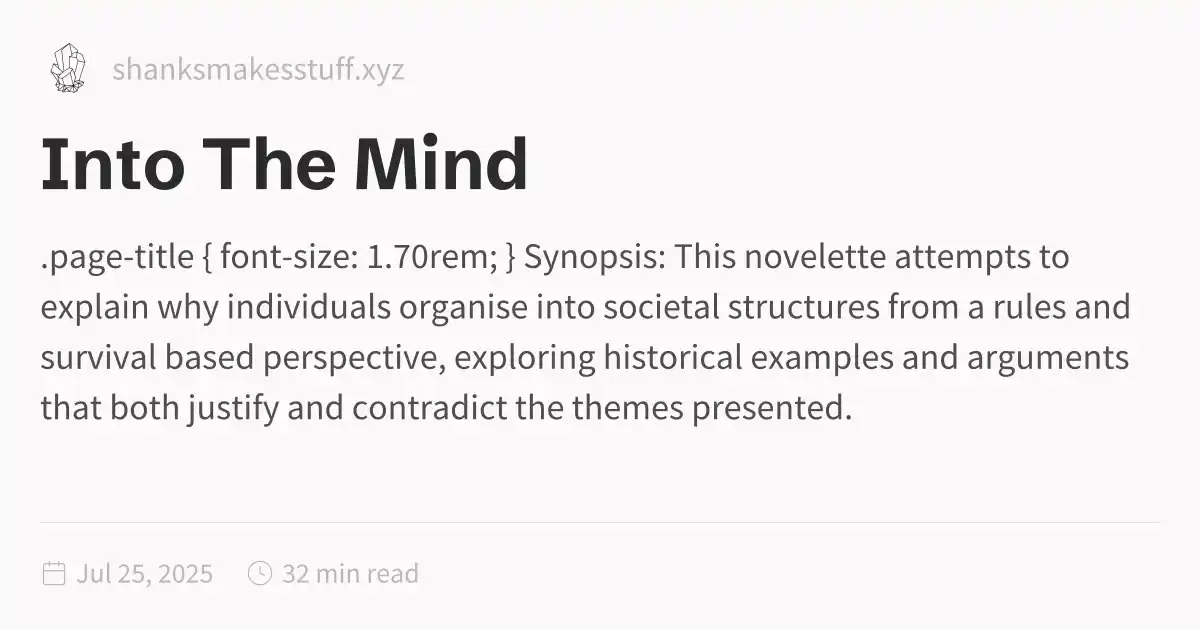 shanksmakesstuff.xyz
Into The Mind
.page-title { font-size: 1.70rem; } Synopsis: This novelette attempts to
explain why individuals organise into societal structures from a rules and
survival based perspective, exploring historical examples and arguments
that both justify and contradict the themes presented.
Jul 25, 2025 32 min read